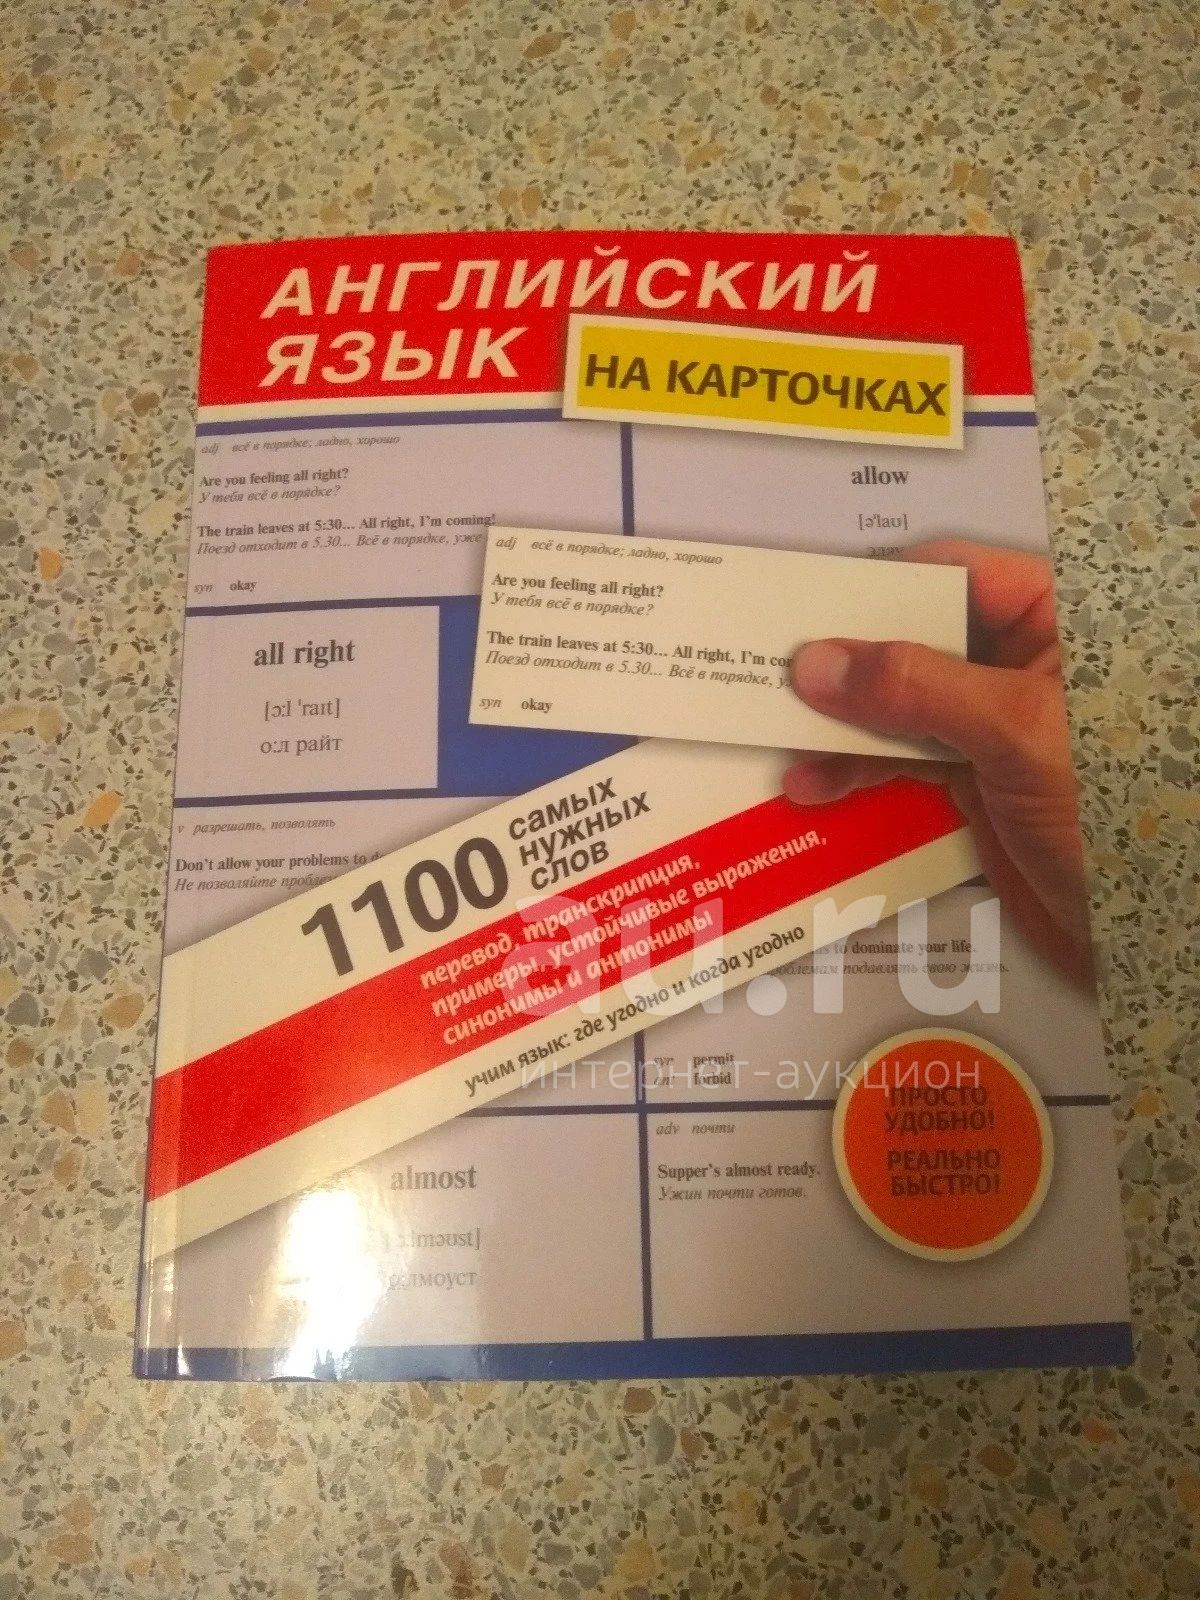 АНГЛИЙСКИЙ
ЯЗЫК
НА КАРТОЧКАХ
adj всё в порядке; ладно, хорошо
Are you feeling all right?
У тебя всё в порядке?
The train leaves at 5:30... All right, I'm coming!
Поезд отходит в 5.30... Всё в порядке, уже
syn okay
allow
[ə'laʊ]
adj всё в порядке; ладно, хорошо
Are you feeling all right?
У тебя всё в порядке?
The train leaves at 5:30... All right, I'm
Поезд отходит в 5.30... Всё в порядке,
syn okay
all right
[ɔ:l 'raɪt]
о:л райт
v разрешать, позволять
Don't allow your problems to
Не позволяйте
1100 самых
нужных
слов
перевод, транскрипция,
примеры, устойчивые выражения,
синонимы и антонимы
учим язык: где угодно и когда угодно
to dominate your life.
подавлять свою жизнь.
syn permit
ant forbid
au.ru
интернет-аукцион
ПРОСТО
УДОБНО!
РЕАЛЬНО
БЫСТРО!
almost
adv почти
Supper's almost ready.
Ужин почти готов.